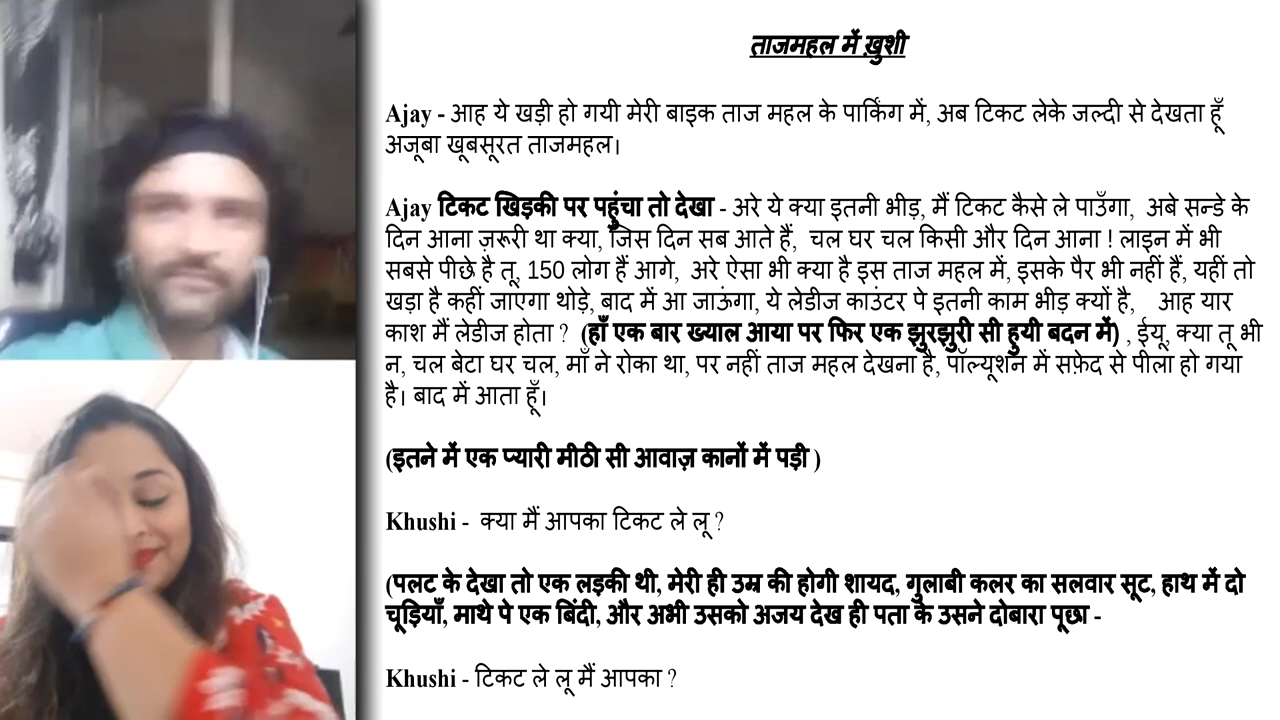 ताजमहल में ख़ुशी
Ajay - आह ये खड़ी हो गयी मेरी बाइक ताज महल के पार्किंग में, अब टिकट लेके जल्दी से देखता हूँ
अजूबा खूबसूरत ताजमहल।
Ajay टिकट खिड़की पर पहुंचा तो देखा - अरे ये क्या इतनी भीड़, मैं टिकट कैसे ले पाउँगा, अबे सन्डे के
दिन आना ज़रूरी था क्या, जिस दिन सब आते हैं, चल घर चल किसी और दिन आना ! लाइन में भी
सबसे पीछे है तू, 150 लोग हैं आगे, अरे ऐसा भी क्या है इस ताज महल में, इसके पैर भी नहीं हैं, यहीं तो
खड़ा है कहीं जाएगा थोड़े, बाद में आ जाऊंगा, ये लेडीज काउंटर पे इतनी काम भीड़ क्यों है, आह यार
काश मैं लेडीज होता ? (हाँ एक बार ख्याल आया पर फिर एक झुरझुरी सी हुयी बदन में) , ईयू, क्या तू भी
न, चल बेटा घर चल, माँ ने रोका था, पर नहीं ताज महल देखना है, पॉल्यूशन में सफ़ेद से पीला हो गया
है। बाद में आता हूँ।
(इतने में एक प्यारी मीठी सी आवाज़ कानों में पड़ी )
Khushi - क्या मैं आपका टिकट ले लू ?
(पलट के देखा तो एक लड़की थी, मेरी ही उम्र की होगी शायद, गुलाबी कलर का सलवार सूट, हाथ में दो
चूड़ियाँ, माथे पे एक बिंदी, और अभी उसको अजय देख ही पता के उसने दोबारा पूछा -
Khushi - टिकट ले लू मैं आपका ?